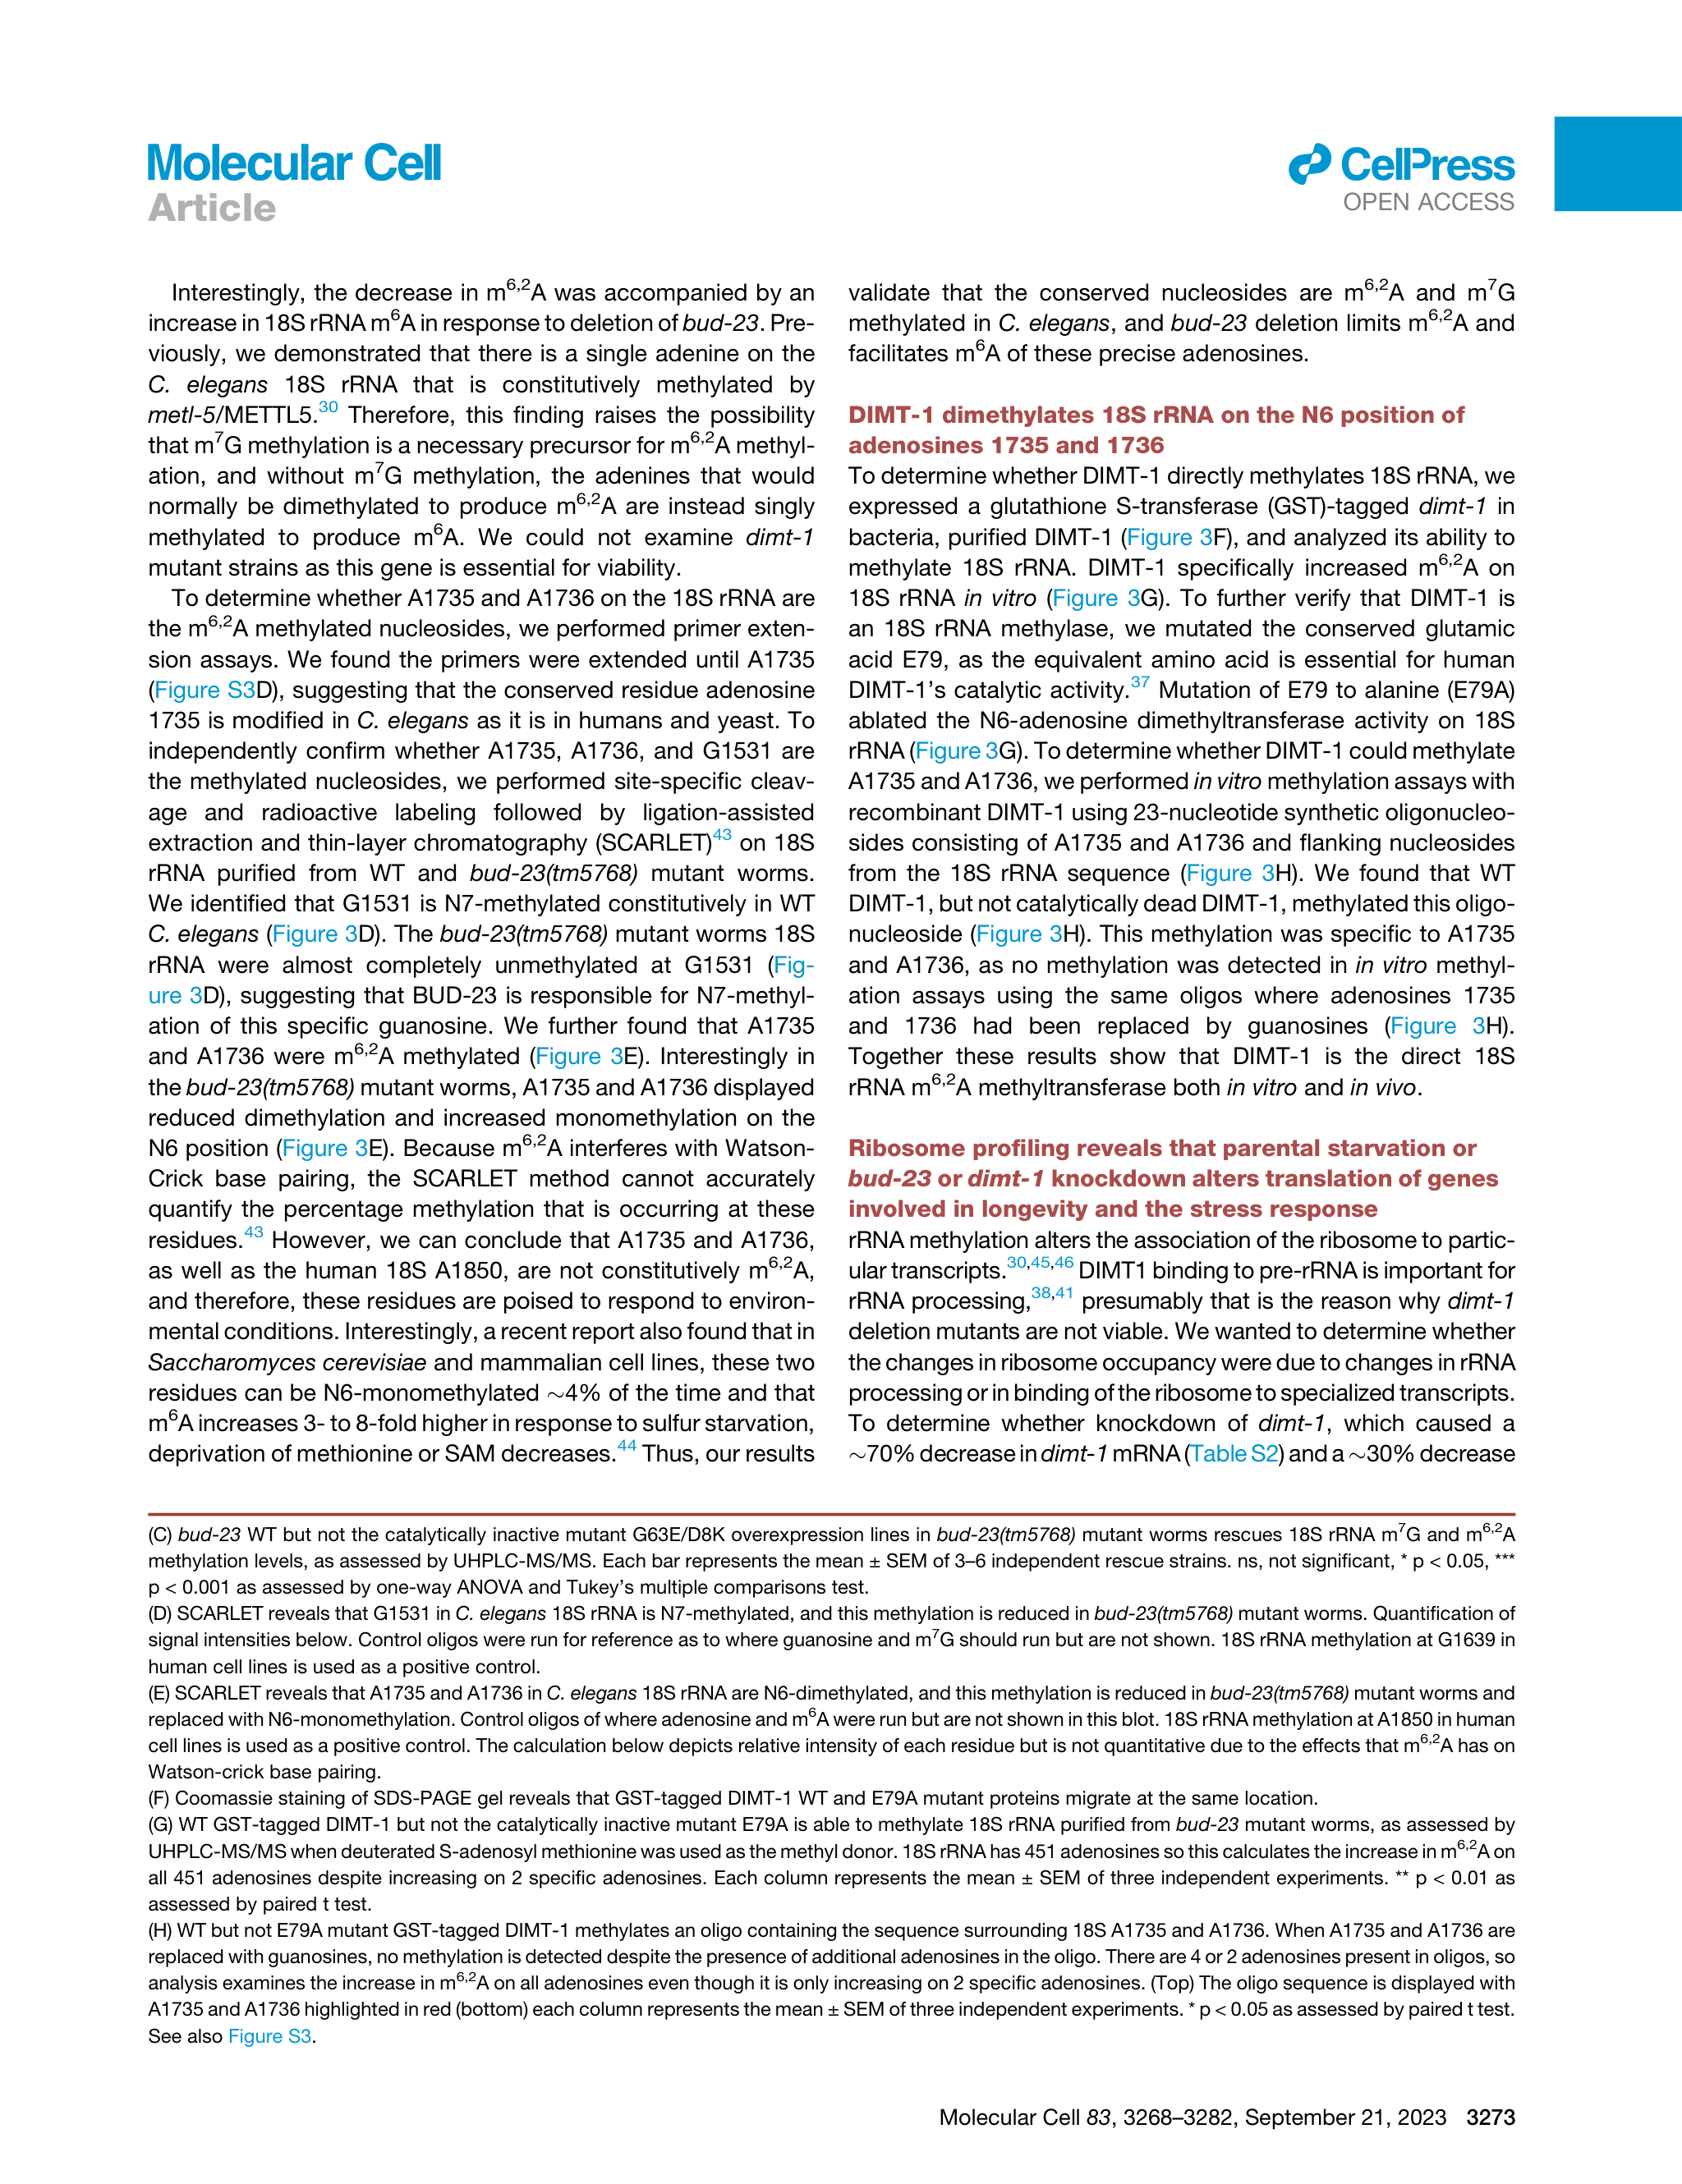 Molecular Cell
Article
CellPress
OPEN ACCESS
Interestingly, the decrease in m6,2A was accompanied by an
increase in 18S rRNA m6A in response to deletion of bud-23. Pre-
viously, we demonstrated that there is a single adenine on the
C. elegans 18S rRNA that is constitutively methylated by
metl-5/METTL5.30 Therefore, this finding raises the possibility
that m7G methylation is a necessary precursor for m6,2A methyl-
ation, and without m7G methylation, the adenines that would
normally be dimethylated to produce m6,2A are instead singly
methylated to produce m6A. We could not examine dimt-1
mutant strains as this gene is essential for viability.
To determine whether A1735 and A1736 on the 18S rRNA are
the m6,2A methylated nucleosides, we performed primer exten-
sion assays. We found the primers were extended until A1735
(Figure S3D), suggesting that the conserved residue adenosine
1735 is modified in C. elegans as it is in humans and yeast. To
independently confirm whether A1735, A1736, and G1531 are
the methylated nucleosides, we performed site-specific cleav-
age and radioactive labeling followed by ligation-assisted
extraction and thin-layer chromatography (SCARLET)43 on 18S
rRNA purified from WT and bud-23(tm5768) mutant worms.
We identified that G1531 is N7-methylated constitutively in WT
C. elegans (Figure 3D). The bud-23(tm5768) mutant worms 18S
rRNA were almost completely unmethylated at G1531 (Fig-
ure 3D), suggesting that BUD-23 is responsible for N7-methyl-
ation of this specific guanosine. We further found that A1735
and A1736 were m6,2A methylated (Figure 3E). Interestingly in
the bud-23(tm5768) mutant worms, A1735 and A1736 displayed
reduced dimethylation and increased monomethylation on the
N6 position (Figure 3E). Because m6,2A interferes with Watson-
Crick base pairing, the SCARLET method cannot accurately
quantify the percentage methylation that is occurring at these
residues.43 However, we can conclude that A1735 and A1736,
as well as the human 18S A1850, are not constitutively m6,2A,
and therefore, these residues are poised to respond to environ-
mental conditions. Interestingly, a recent report also found that in
Saccharomyces cerevisiae and mammalian cell lines, these two
residues can be N6-monomethylated ~4% of the time and that
m6A increases 3- to 8-fold higher in response to sulfur starvation,
deprivation of methionine or SAM decreases.44 Thus, our results
validate that the conserved nucleosides are m6,2A and m7G
methylated in C. elegans, and bud-23 deletion limits m6,2A and
facilitates m6A of these precise adenosines.
DIMT-1 dimethylates 18S rRNA on the N6 position of
adenosines 1735 and 1736
To determine whether DIMT-1 directly methylates 18S rRNA, we
expressed a glutathione S-transferase (GST)-tagged dimt-1 in
bacteria, purified DIMT-1 (Figure 3F), and analyzed its ability to
methylate 18S rRNA. DIMT-1 specifically increased m6,2A on
18S rRNA in vitro (Figure 3G). To further verify that DIMT-1 is
an 18S rRNA methylase, we mutated the conserved glutamic
acid E79, as the equivalent amino acid is essential for human
DIMT-1's catalytic activity.37 Mutation of E79 to alanine (E79A)
ablated the N6-adenosine dimethyltransferase activity on 18S
rRNA (Figure 3G). To determine whether DIMT-1 could methylate
A1735 and A1736, we performed in vitro methylation assays with
recombinant DIMT-1 using 23-nucleotide synthetic oligonucleo-
sides consisting of A1735 and A1736 and flanking nucleosides
from the 18S rRNA sequence (Figure 3H). We found that WT
DIMT-1, but not catalytically dead DIMT-1, methylated this oligo-
nucleoside (Figure 3H). This methylation was specific to A1735
and A1736, as no methylation was detected in in vitro methyl-
ation assays using the same oligos where adenosines 1735
and 1736 had been replaced by guanosines (Figure 3H).
Together these results show that DIMT-1 is the direct 18S
rRNA m6,2A methyltransferase both in vitro and in vivo.
Ribosome profiling reveals that parental starvation or
bud-23 or dimt-1 knockdown alters translation of genes
involved in longevity and the stress response
rRNA methylation alters the association of the ribosome to partic-
ular transcripts.30,45,46 DIMT1 binding to pre-rRNA is important for
rRNA processing,38,41 presumably that is the reason why dimt-1
deletion mutants are not viable. We wanted to determine whether
the changes in ribosome occupancy were due to changes in rRNA
processing or in binding of the ribosome to specialized transcripts.
To determine whether knockdown of dimt-1, which caused a
~70% decrease in dimt-1 mRNA (Table S2) and a ~30% decrease
(C) bud-23 WT but not the catalytically inactive mutant G63E/D8K overexpression lines in bud-23(tm5768) mutant worms rescues 18S rRNA m7G and m6,2A
methylation levels, as assessed by UHPLC-MS/MS. Each bar represents the mean ± SEM of 3–6 independent rescue strains. ns, not significant, * p < 0.05, ***
p < 0.001 as assessed by one-way ANOVA and Tukey's multiple comparisons test.
(D) SCARLET reveals that G1531 in C. elegans 18S rRNA is N7-methylated, and this methylation is reduced in bud-23(tm5768) mutant worms. Quantification of
signal intensities below. Control oligos were run for reference as to where guanosine and m7G should run but are not shown. 18S rRNA methylation at G1639 in
human cell lines is used as a positive control.
(E) SCARLET reveals that A1735 and A1736 in C. elegans 18S rRNA are N6-dimethylated, and this methylation is reduced in bud-23(tm5768) mutant worms and
replaced with N6-monomethylation. Control oligos of where adenosine and m6A were run but are not shown in this blot. 18S rRNA methylation at A1850 in human
cell lines is used as a positive control. The calculation below depicts relative intensity of each residue but is not quantitative due to the effects that m6,2A has on
Watson-crick base pairing.
(F) Coomassie staining of SDS-PAGE gel reveals that GST-tagged DIMT-1 WT and E79A mutant proteins migrate at the same location.
(G) WT GST-tagged DIMT-1 but not the catalytically inactive mutant E79A is able to methylate 18S rRNA purified from bud-23 mutant worms, as assessed by
UHPLC-MS/MS when deuterated S-adenosyl methionine was used as the methyl donor. 18S rRNA has 451 adenosines so this calculates the increase in m6,2A on
all 451 adenosines despite increasing on 2 specific adenosines. Each column represents the mean ± SEM of three independent experiments. ** p < 0.01 as
assessed by paired t test.
(H) WT but not E79A mutant GST-tagged DIMT-1 methylates an oligo containing the sequence surrounding 18S A1735 and A1736. When A1735 and A1736 are
replaced with guanosines, no methylation is detected despite the presence of additional adenosines in the oligo. There are 4 or 2 adenosines present in oligos, so
analysis examines the increase in m6,2A on all adenosines even though it is only increasing on 2 specific adenosines. (Top) The oligo sequence is displayed with
A1735 and A1736 highlighted in red (bottom) each column represents the mean ± SEM of three independent experiments. * p < 0.05 as assessed by paired t test.
See also Figure S3.
Molecular Cell 83, 3268–3282, September 21, 2023 3273